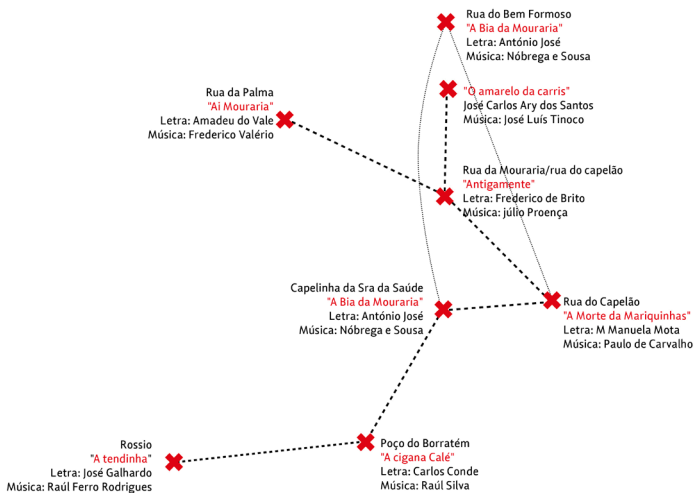 Rua do Bem Formoso
"A Bia da Mouraria"
Letra: António José
Música: Nóbrega e Sousa
Rua da Palma
"Ai Mouraria"
Letra: Amadeu do Vale
Música: Frederico Valério
"O amarelo da carris"
José Carlos Ary dos Santos
Música: José Luís Tinoco
Rua da Mouraria/rua do capelão
"Antigamente"
Letra: Frederico de Brito
Música: júlio Proença
Capelinha da Sra da Saúde
"A Bia da Mouraria"
Letra: António José
Música: Nóbrega e Sousa
Rua do Capelão
"A Morte da Mariquinhas"
Letra: M Manuela Mota
Música: Paulo de Carvalho
Rossio
"A tendinha"
Letra: José Galhardo
Música: Raúl Ferro Rodrigues
Poço do Borratém
"A cigana Calé"
Letra: Carlos Conde
Música: Raúl Silva